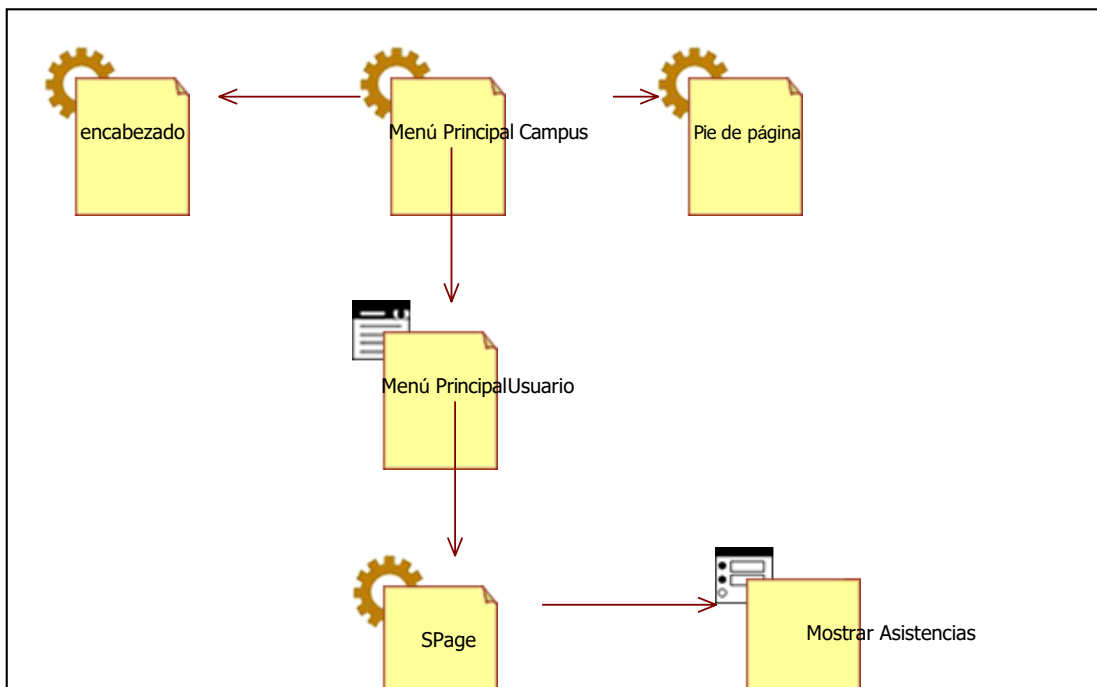 encabezado
Menú Principal Campus
Pie de página
Menú PrincipalUsuario
SPage
Mostrar Asistencias